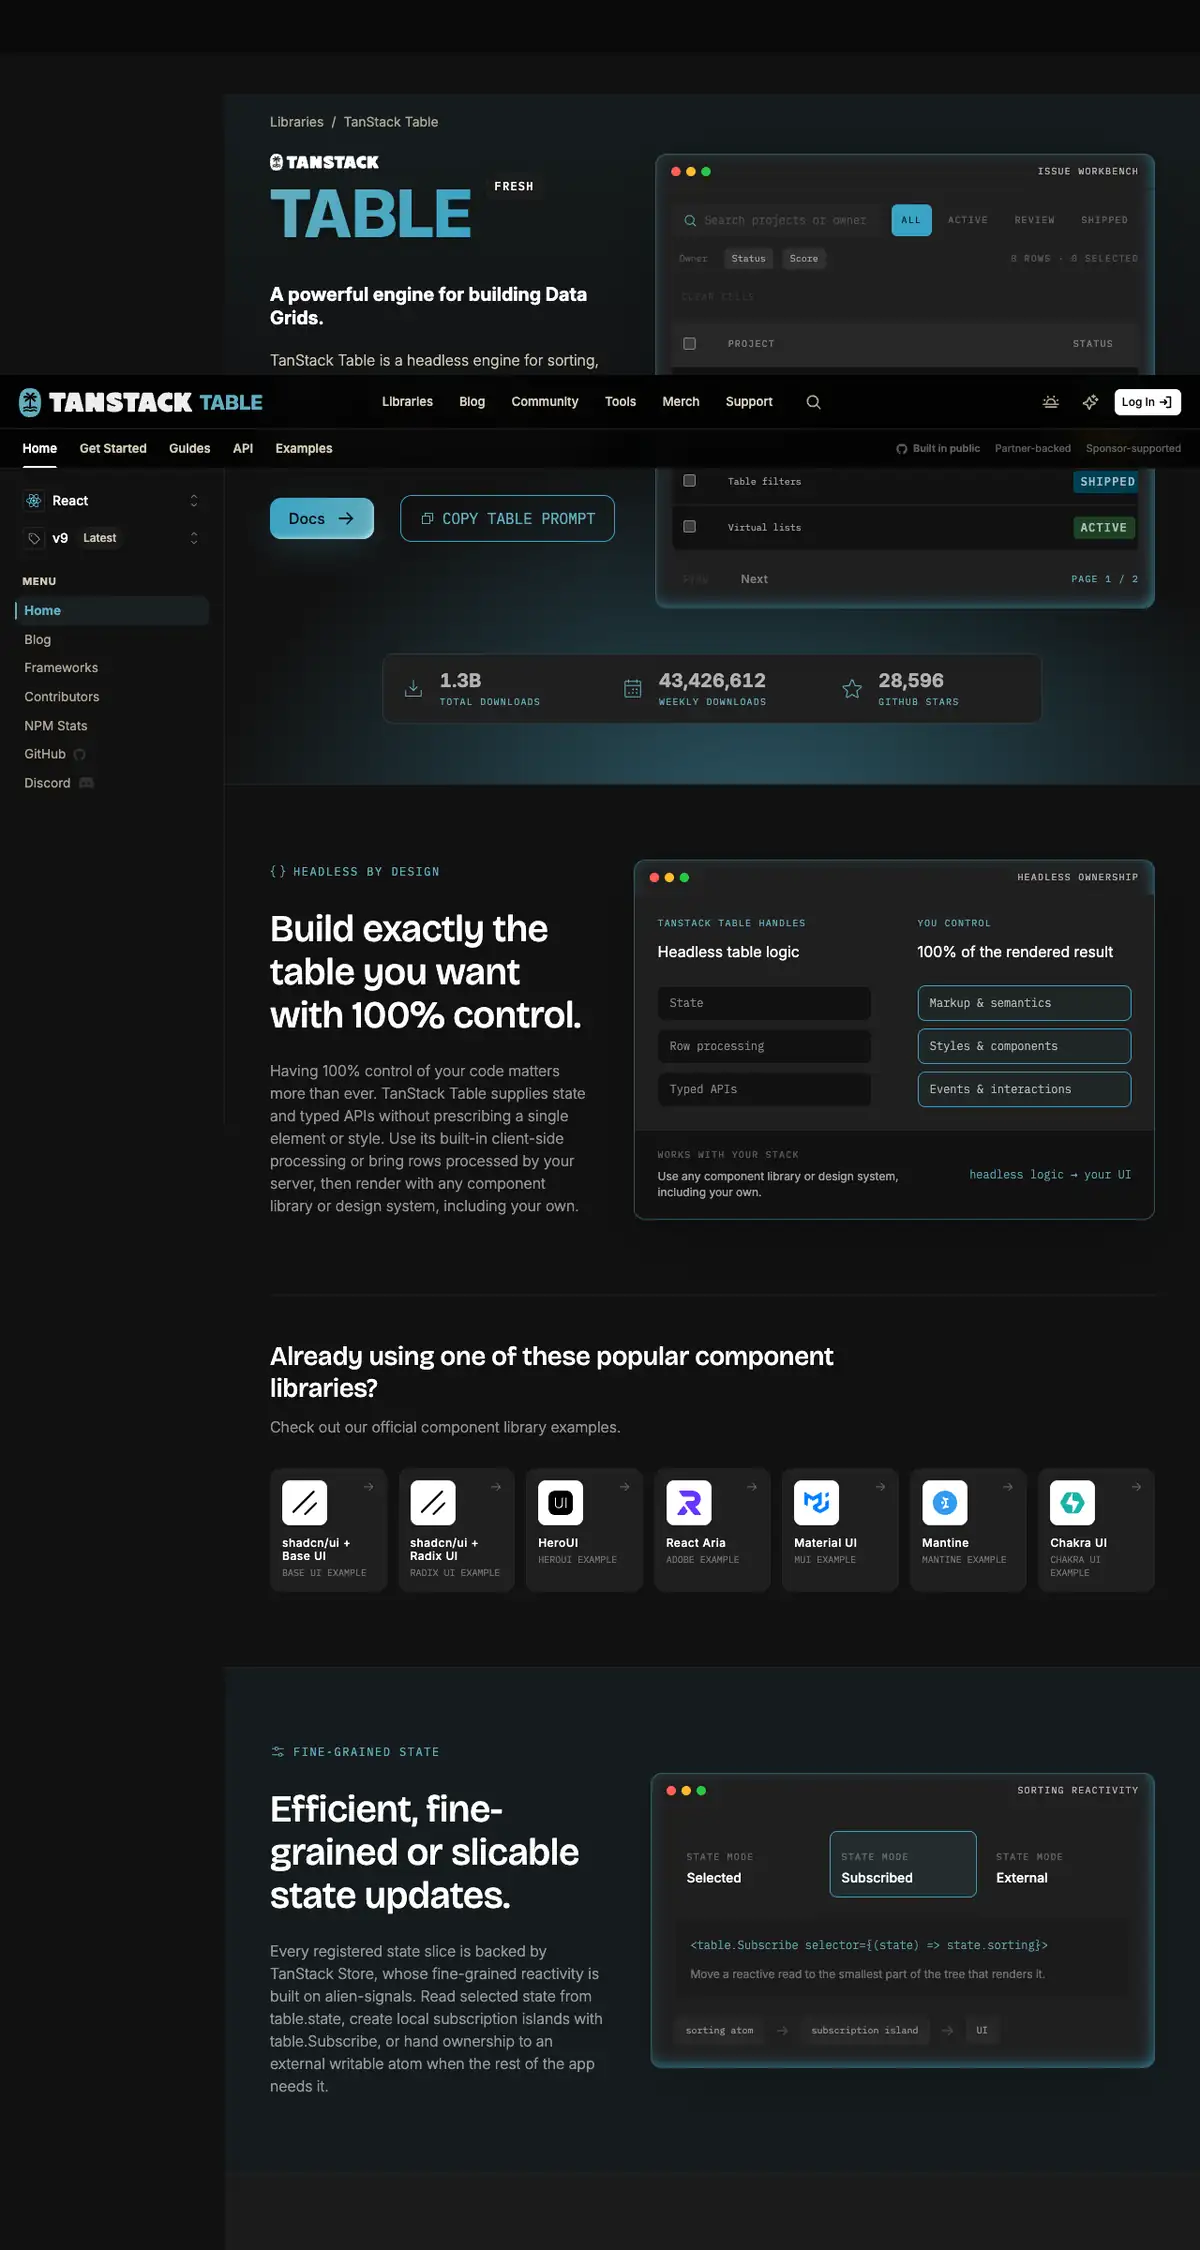 Libraries / TanStack Table
TANSTACK
TABLE
FRESH
A powerful engine for building Data
Grids.
TanStack Table is a headless engine for sorting,
ISSUE WORKBENCH
Search projects or owner
ALL
ACTIVE
REVIEW
SHIPPED
Owner
Status
Score
8 ROWS · 0 SELECTED
CLEAR CELLS
PROJECT
STATUS
TANSTACK TABLE
Libraries
Blog
Community
Tools
Merch
Support
Log In
Home
Get Started
Guides
API
Examples
Built in public
Partner-backed
Sponsor-supported
React
v9 Latest
MENU
Home
Blog
Frameworks
Contributors
NPM Stats
GitHub
Discord
Docs →
COPY TABLE PROMPT
Table filters
SHIPPED
Virtual lists
ACTIVE
Prev
Next
PAGE 1 / 2
1.3B
TOTAL DOWNLOADS
43,426,612
WEEKLY DOWNLOADS
28,596
GITHUB STARS
{} HEADLESS BY DESIGN
Build exactly the
table you want
with 100% control.
Having 100% control of your code matters
more than ever. TanStack Table supplies state
and typed APIs without prescribing a single
element or style. Use its built-in client-side
processing or bring rows processed by your
server, then render with any component
library or design system, including your own.
HEADLESS OWNERSHIP
TANSTACK TABLE HANDLES
Headless table logic
State
Row processing
Typed APIs
YOU CONTROL
100% of the rendered result
Markup & semantics
Styles & components
Events & interactions
WORKS WITH YOUR STACK
Use any component library or design system,
including your own.
headless logic → your UI
Already using one of these popular component
libraries?
Check out our official component library examples.
shadcn/ui +
Base UI
BASE UI EXAMPLE
shadcn/ui +
Radix UI
RADIX UI EXAMPLE
UI
HeroUI
HEROUI EXAMPLE
React Aria
ADOBE EXAMPLE
Material UI
MUI EXAMPLE
Mantine
MANTINE EXAMPLE
Chakra UI
CHAKRA UI
EXAMPLE
FINE-GRAINED STATE
Efficient, fine-
grained or slicable
state updates.
Every registered state slice is backed by
TanStack Store, whose fine-grained reactivity is
built on alien-signals. Read selected state from
table.state, create local subscription islands with
table.Subscribe, or hand ownership to an
external writable atom when the rest of the app
needs it.
SORTING REACTIVITY
STATE MODE
Selected
STATE MODE
Subscribed
STATE MODE
External
<table.Subscribe selector={(state) => state.sorting}>
Move a reactive read to the smallest part of the tree that renders it.
sorting atom → subscription island → UI